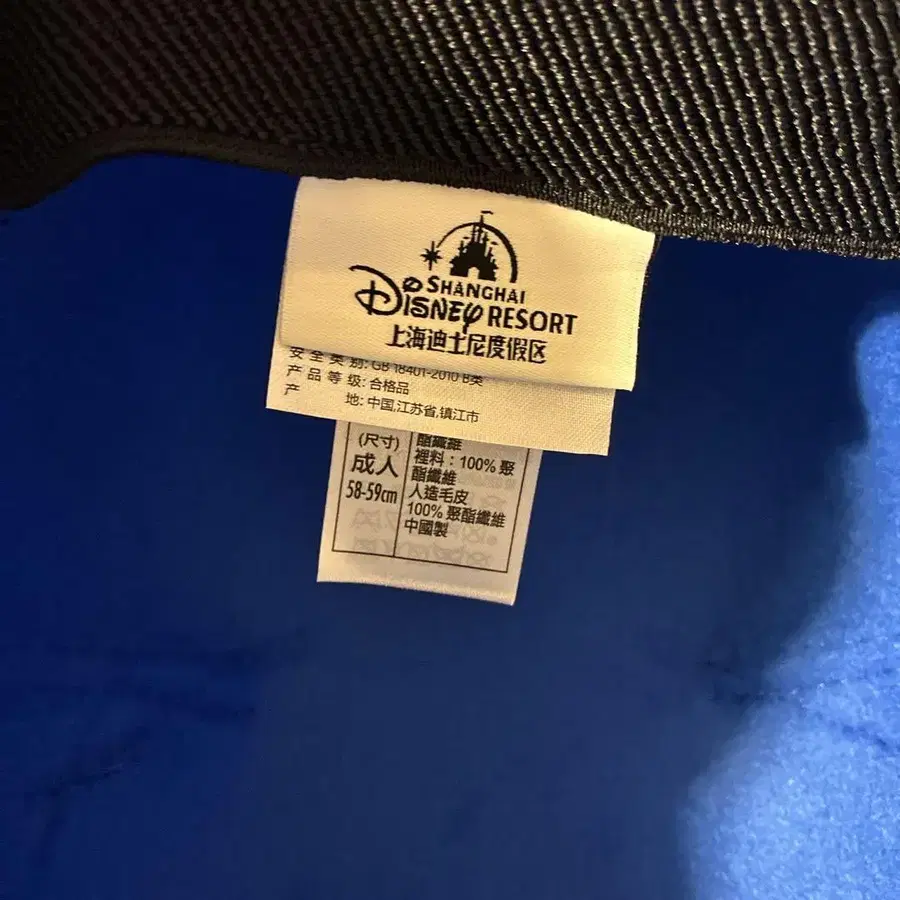 SHANGHAI
DISNEY RESORT
上海迪士尼度假区
安全类别: GB 18401-2010 B类
产品等级: 合格品
产 地: 中国,江苏省,镇江市
(尺寸)
成人
58-59cm
酯纖維
裡料：100% 聚
酯纖維
人造毛皮
100% 聚酯纖維
中國製